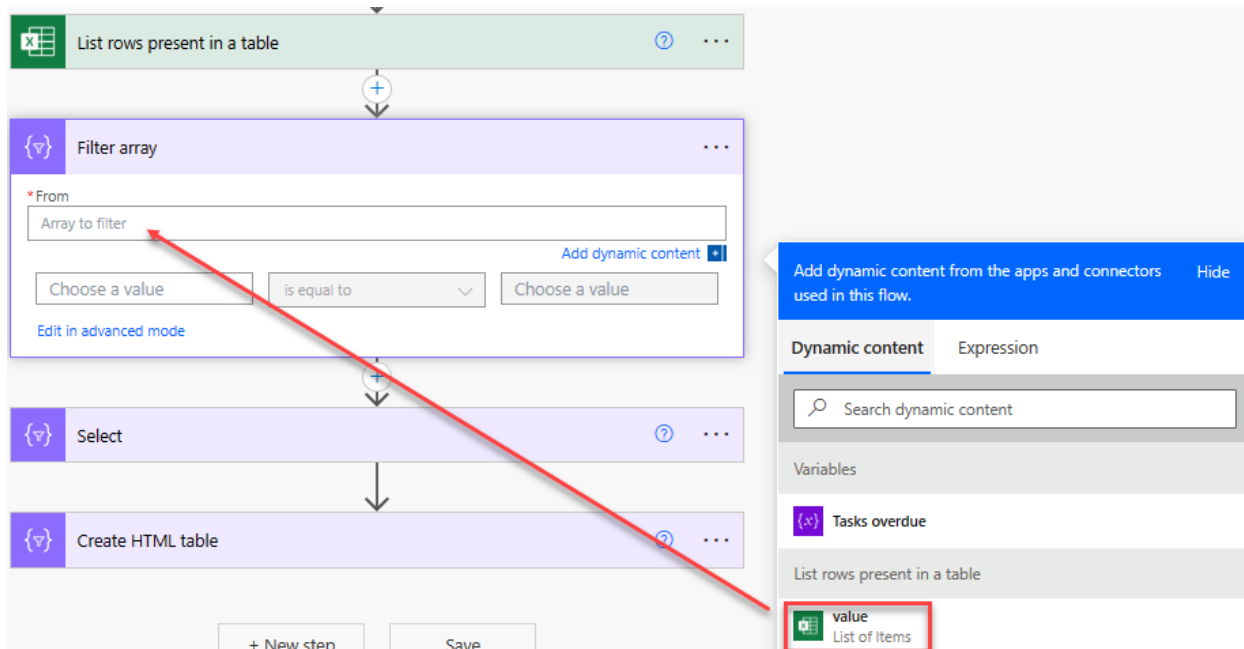 List rows present in a table
Filter array
*From
Array to filter
Add dynamic content
Choose a value
is equal to
Choose a value
Edit in advanced mode
Select
Create HTML table
+ New step
Save
Add dynamic content from the apps and connectors
used in this flow.
Hide
Dynamic content
Expression
Search dynamic content
Variables
{x} Tasks overdue
List rows present in a table
value
List of Items